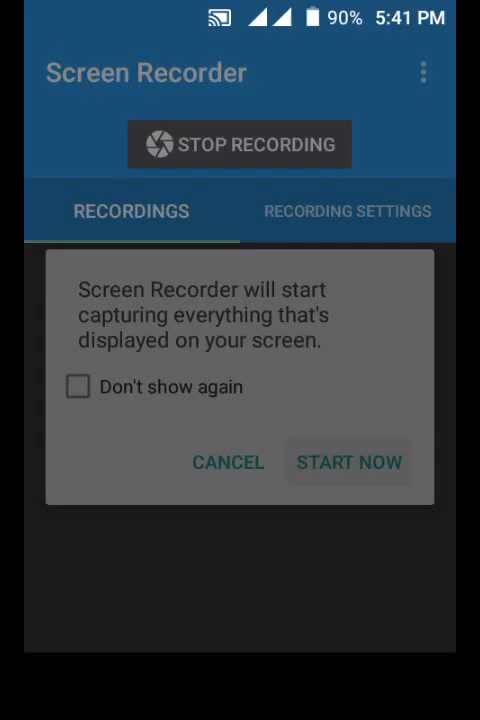 90% 5:41 PM
Screen Recorder
STOP RECORDING
RECORDINGS RECORDING SETTINGS
Screen Recorder will start
capturing everything that's
displayed on your screen.
Don't show again
CANCEL START NOW